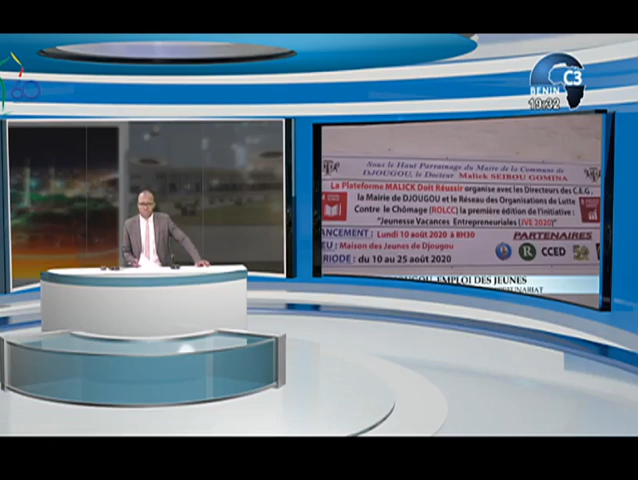 60
C3
BENIN
19:32
Sous le Haut Parrainage du Maire de la Commune de
DJOUGOU, le Docteur Malick SEIBOU GOMINA
La Plateforme MALICK Doit Réussir organise avec les Directeurs des C.E.G,
la Mairie de DJOUGOU et le Réseau des Organisations de Lutte
Contre le Chômage (ROLCC) la première édition de l'initiative :
"Jeunesse Vacances Entrepreneuriales (JVE 2020)"
ANCEMENT : Lundi 10 août 2020 à 8H30
PARTENAIRES
EU : Maison des Jeunes de Djougou
R CCED
RIODE : du 10 au 25 août 2020
OUGOU, EMPLOI DES JEUNES